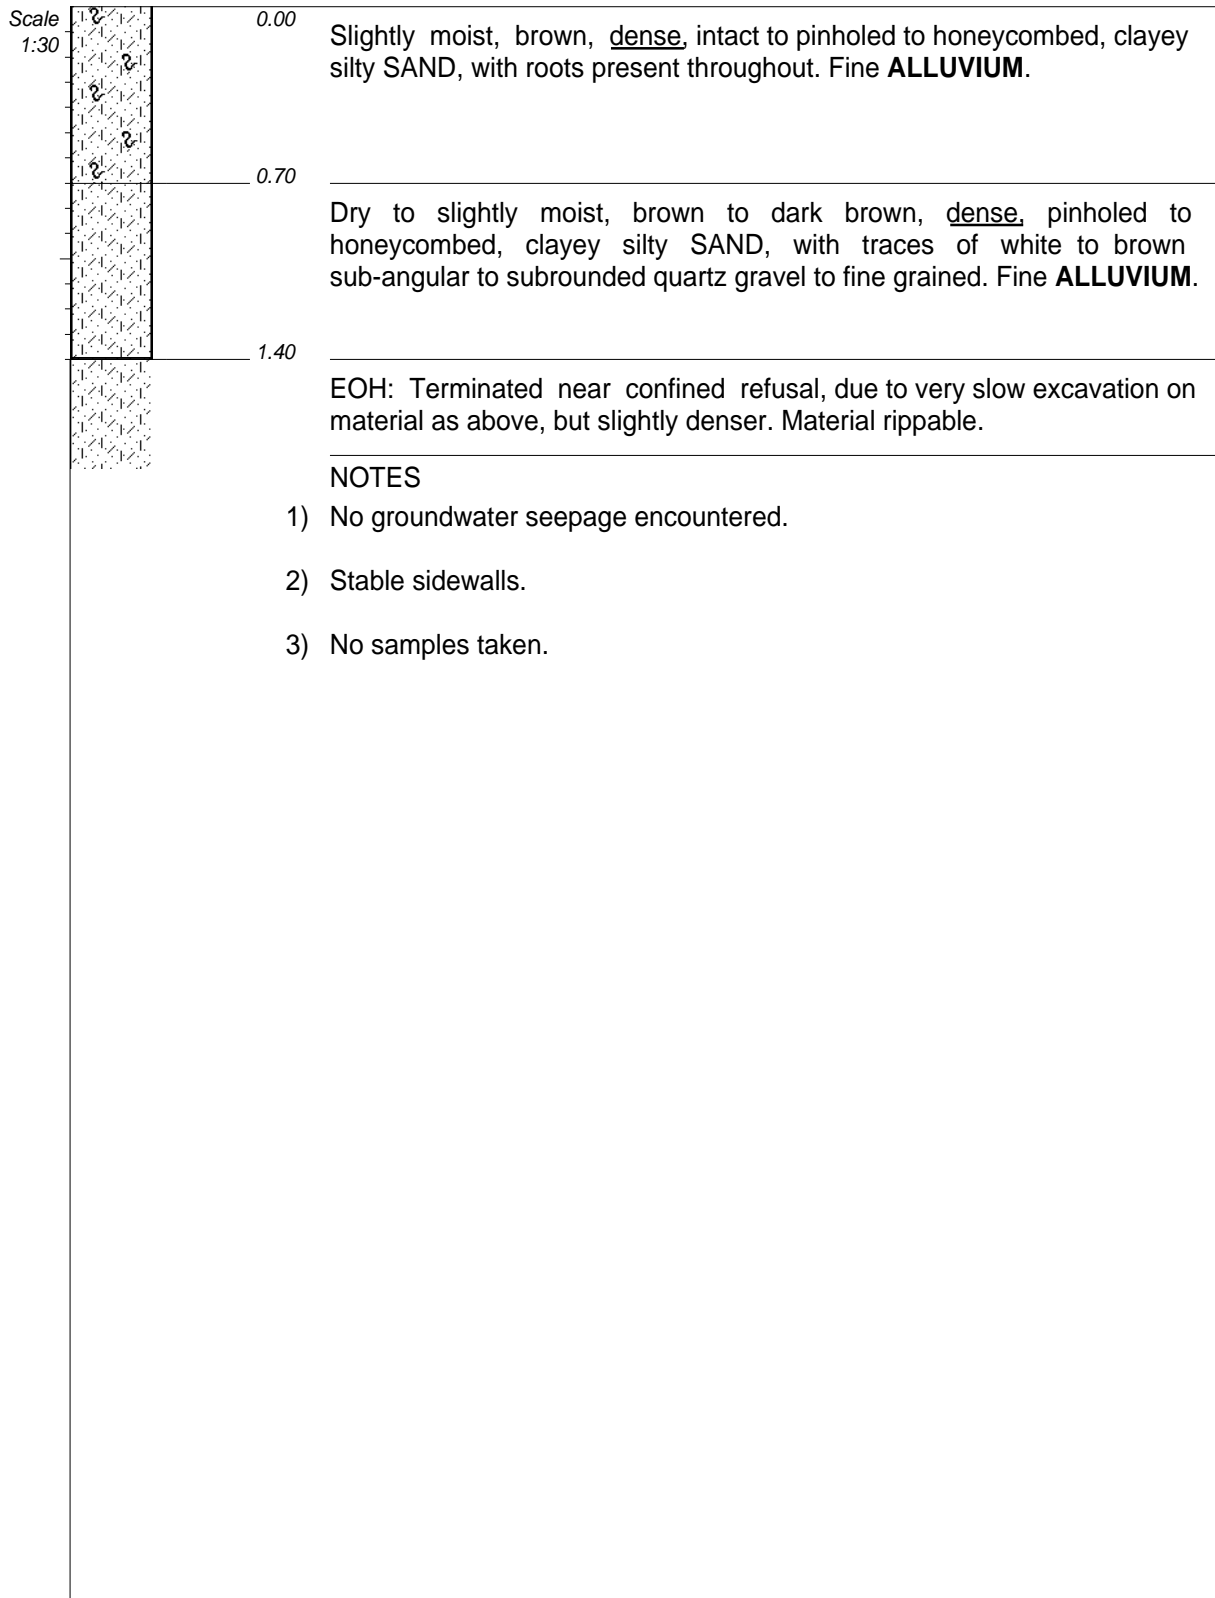 Scale
1:30
0.00
Slightly moist, brown, dense, intact to pinholed to honeycombed, clayey
silty SAND, with roots present throughout. Fine ALLUVIUM.
0.70
Dry to slightly moist, brown to dark brown, dense, pinholed to
honeycombed, clayey silty SAND, with traces of white to brown
sub-angular to subrounded quartz gravel to fine grained. Fine ALLUVIUM.
1.40
EOH: Terminated near confined refusal, due to very slow excavation on
material as above, but slightly denser. Material rippable.
NOTES
1) No groundwater seepage encountered.
2) Stable sidewalls.
3) No samples taken.